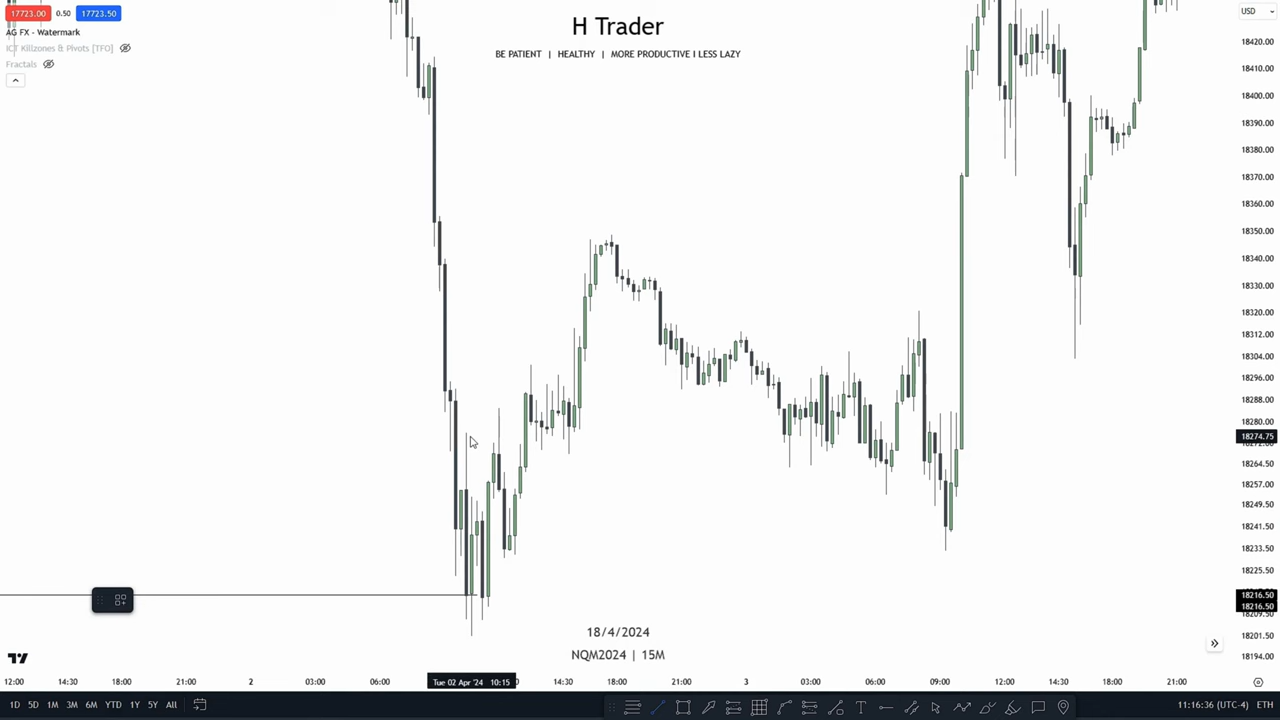 17723.00 0.50 17723.50
AG FX - Watermark
ICT Killzones & Pivots [TFO]
Fractals
H Trader
BE PATIENT | HEALTHY | MORE PRODUCTIVE I LESS LAZY
USD
18420.00
18410.00
18400.00
18390.00
18380.00
18370.00
18360.00
18350.00
18340.00
18330.00
18320.00
18312.00
18304.00
18296.00
18288.00
18280.00
18274.75
18264.50
18257.00
18249.50
18241.50
18233.50
18225.50
18216.50
18216.50
18201.50
18194.00
18/4/2024
NQM2024 | 15M
12:00 14:30 18:00 21:00 2 03:00 06:00 Tue 02 Apr '24 10:15 14:30 18:00 21:00 3 03:00 06:00 09:00 12:00 14:30 18:00 21:00
1D 5D 1M 3M 6M YTD 1Y 5Y All
11:16:36 (UTC-4) ETH